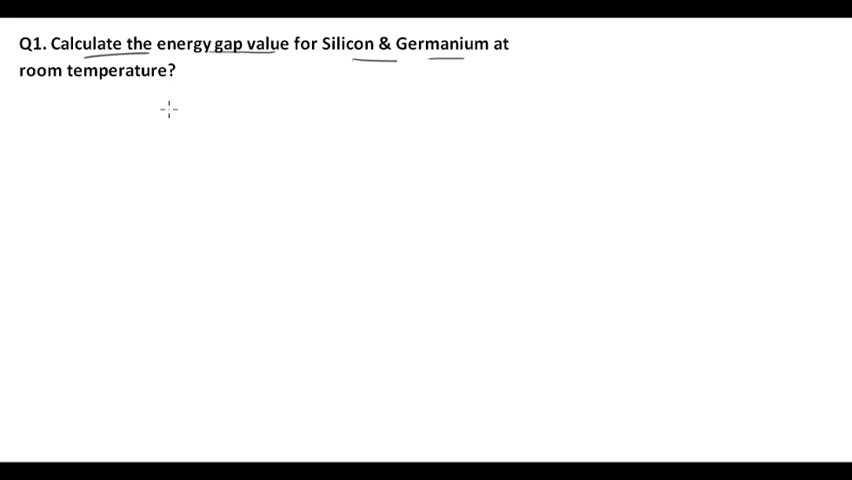 Q1. Calculate the energy gap value for Silicon & Germanium at
room temperature?